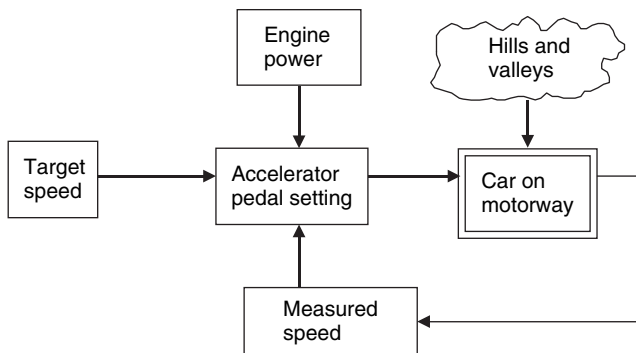 Engine
power
Hills and
valleys
Target
speed
Accelerator
pedal setting
Car on
motorway
Measured
speed